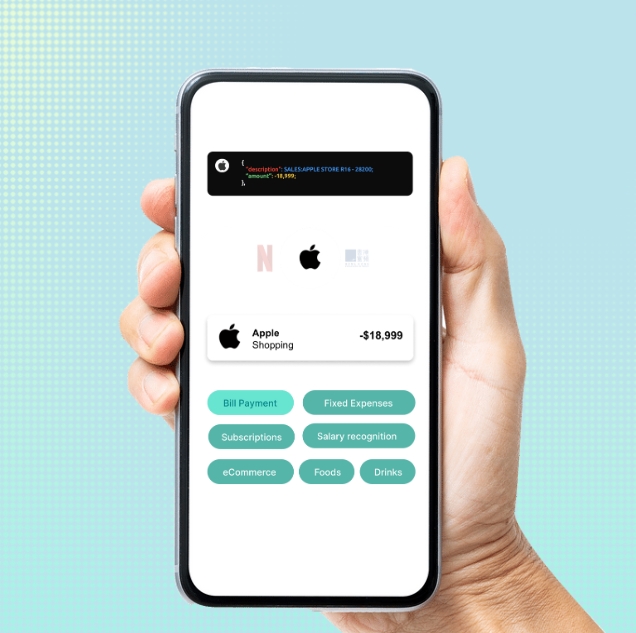 {
"description": SALES:APPLE STORE R16 - 28200;
"amount": -18,999;
},
N
Apple
-$18,999
Shopping
Bill Payment
Fixed Expenses
Subscriptions
Salary recognition
eCommerce
Foods
Drinks